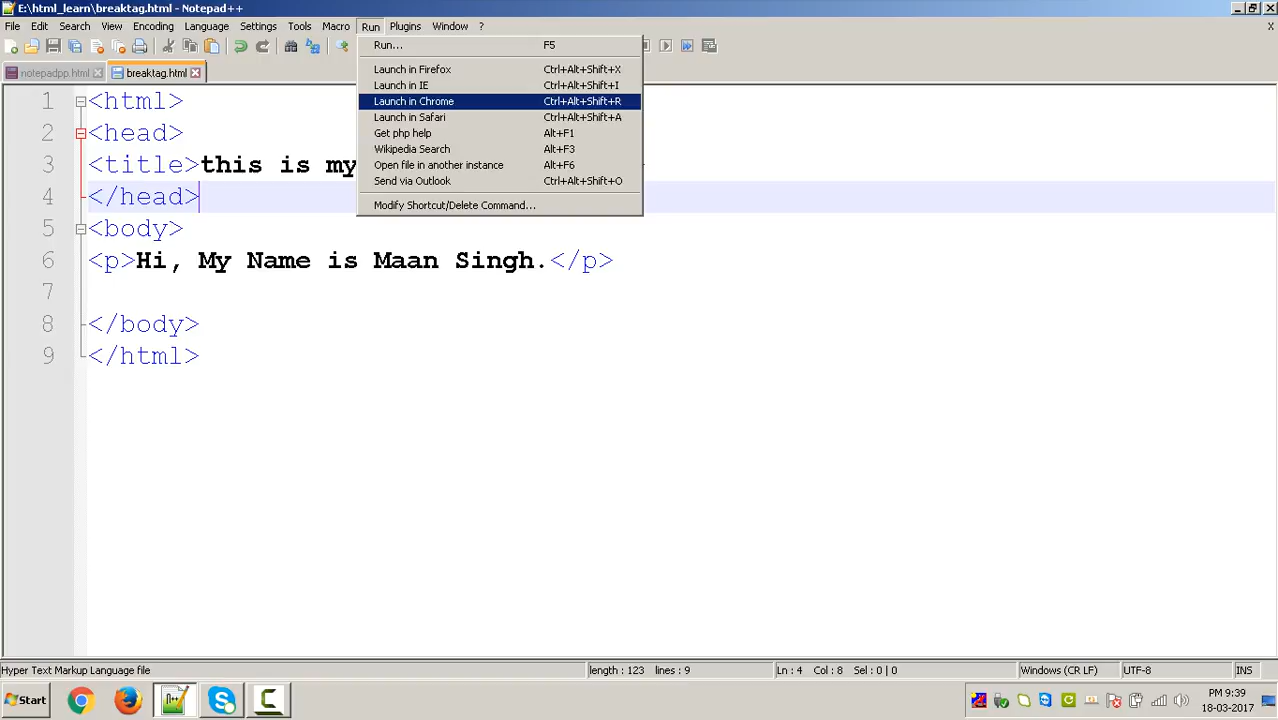 E:\html_learn\breaktag.html - Notepad++
File Edit Search View Encoding Language Settings Tools Macro Run Plugins Window ? X
notepadpp.html breaktag.html
Run... F5
Launch in Firefox Ctrl+Alt+Shift+X
Launch in IE Ctrl+Alt+Shift+I
Launch in Chrome Ctrl+Alt+Shift+R
Launch in Safari Ctrl+Alt+Shift+A
Get php help Alt+F1
Wikipedia Search Alt+F3
Open file in another instance Alt+F6
Send via Outlook Ctrl+Alt+Shift+O
Modify Shortcut/Delete Command...
1 <html>
2 <head>
3 <title>this is my
4 </head>
5 <body>
6 <p>Hi, My Name is Maan Singh.</p>
7
8 </body>
9 </html>
Hyper Text Markup Language file length : 123 lines : 9 Ln : 4 Col : 8 Sel : 0 | 0 Windows (CR LF) UTF-8 INS
Start PM 9:39
18-03-2017